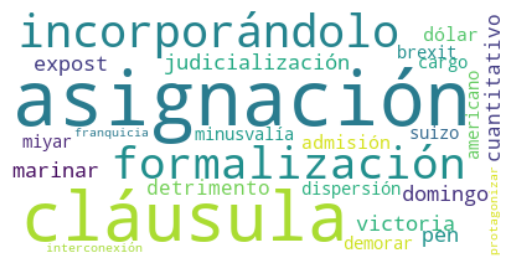 incorporándolo
dólar
brexit
expost
judicialización
cargo
cuantitativo
asignación
americano
miyar
franquicia
minusvalía
admisión
suizo
marinar
formalización
detrimento
dispersión
domingo
cláusula
victoria
pen
demorar
interconexión
protagonizar